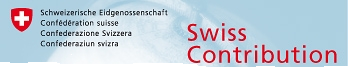 Schweizerische Eidgenossenschaft
Confédération suisse
Confederazione Svizzera
Confederaziun svizra
Swiss
Contribution